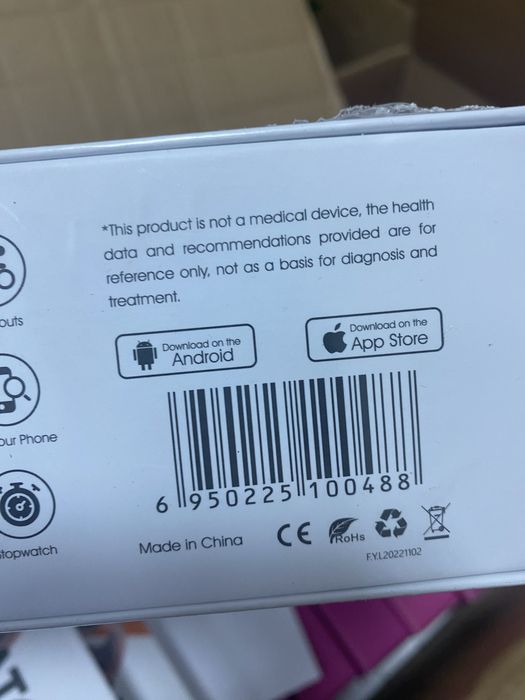 *This product is not a medical device, the health
data and recommendations provided are for
reference only, not as a basis for diagnosis and
treatment.
outs
Download on the
Android
Download on the
App Store
our Phone
6 950225 100488
topwatch
Made in China
CE
RoHs
F.Y.L20221102